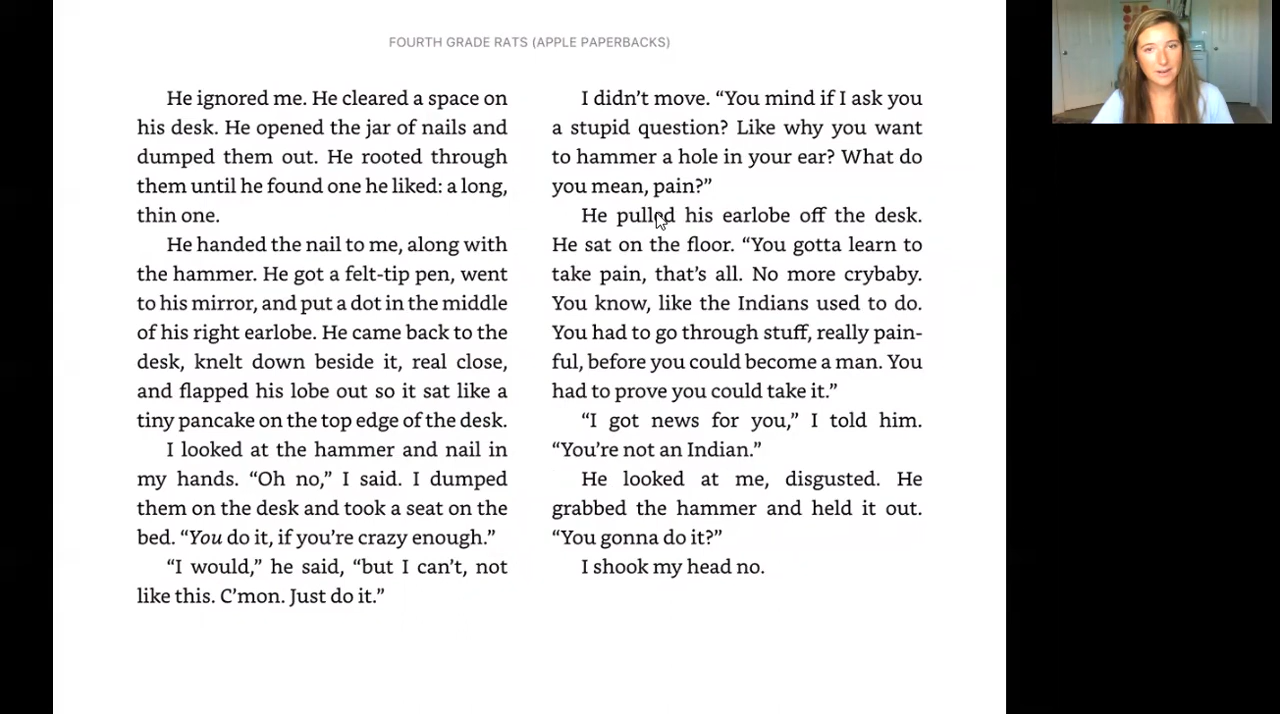 FOURTH GRADE RATS (APPLE PAPERBACKS)
He ignored me. He cleared a space on
his desk. He opened the jar of nails and
dumped them out. He rooted through
them until he found one he liked: a long,
thin one.
He handed the nail to me, along with
the hammer. He got a felt-tip pen, went
to his mirror, and put a dot in the middle
of his right earlobe. He came back to the
desk, knelt down beside it, real close,
and flapped his lobe out so it sat like a
tiny pancake on the top edge of the desk.
I looked at the hammer and nail in
my hands. “Oh no,” I said. I dumped
them on the desk and took a seat on the
bed. “You do it, if you’re crazy enough.”
“I would,” he said, “but I can’t, not
like this. C’mon. Just do it.”
I didn’t move. “You mind if I ask you
a stupid question? Like why you want
to hammer a hole in your ear? What do
you mean, pain?”
He pulled his earlobe off the desk.
He sat on the floor. “You gotta learn to
take pain, that’s all. No more crybaby.
You know, like the Indians used to do.
You had to go through stuff, really pain-
ful, before you could become a man. You
had to prove you could take it.”
“I got news for you,” I told him.
“You’re not an Indian.”
He looked at me, disgusted. He
grabbed the hammer and held it out.
“You gonna do it?”
I shook my head no.